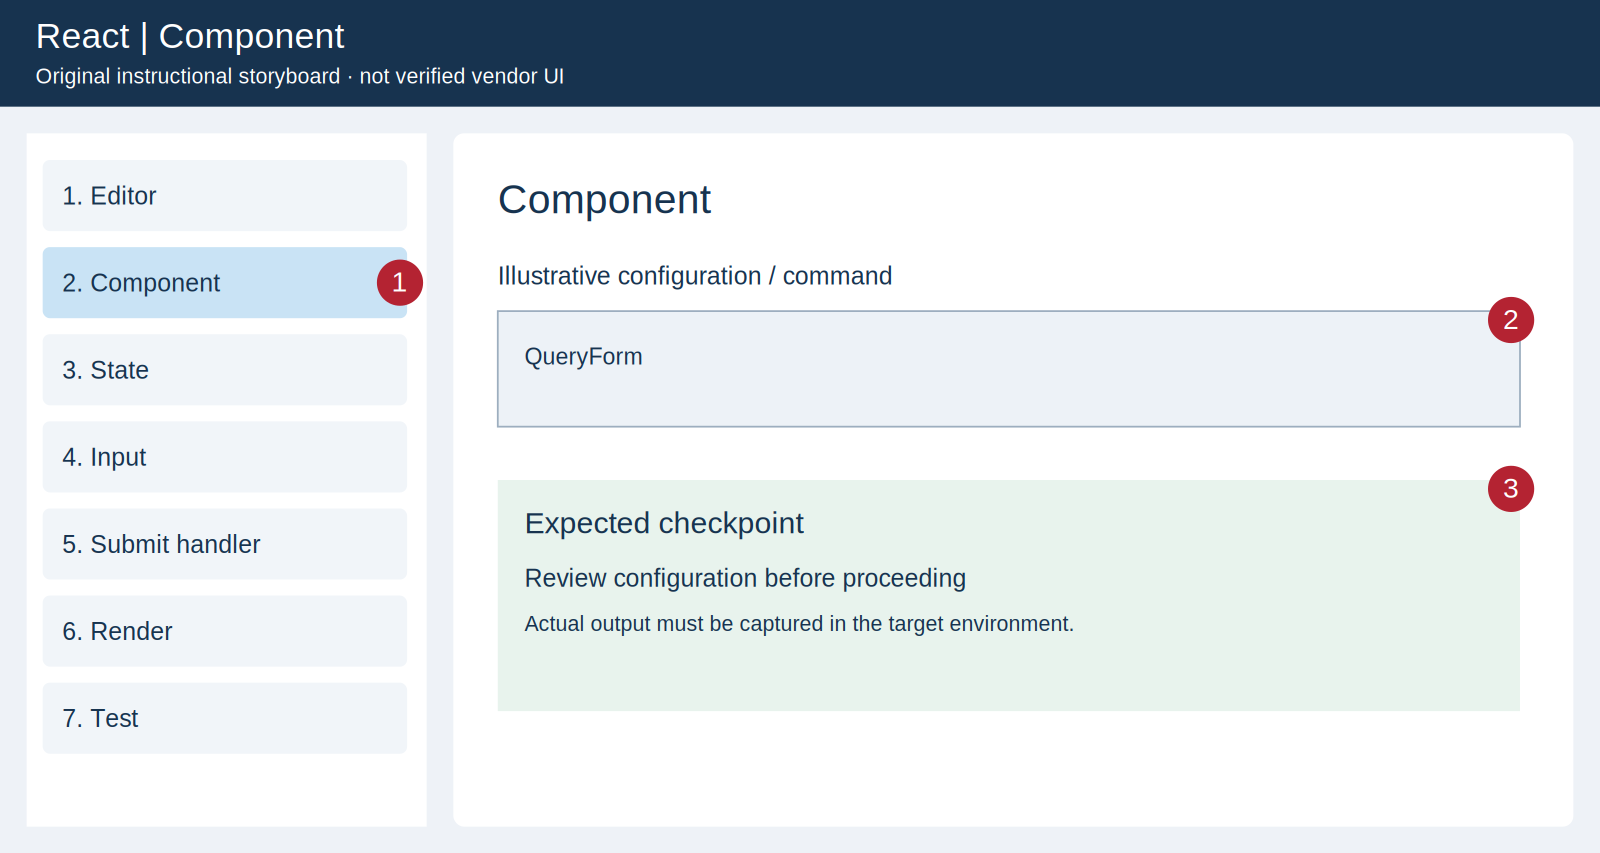 React | Component
Original instructional storyboard · not verified vendor UI
1. Editor
2. Component
1
3. State
4. Input
5. Submit handler
6. Render
7. Test
Component
Illustrative configuration / command
2
QueryForm
3
Expected checkpoint
Review configuration before proceeding
Actual output must be captured in the target environment.